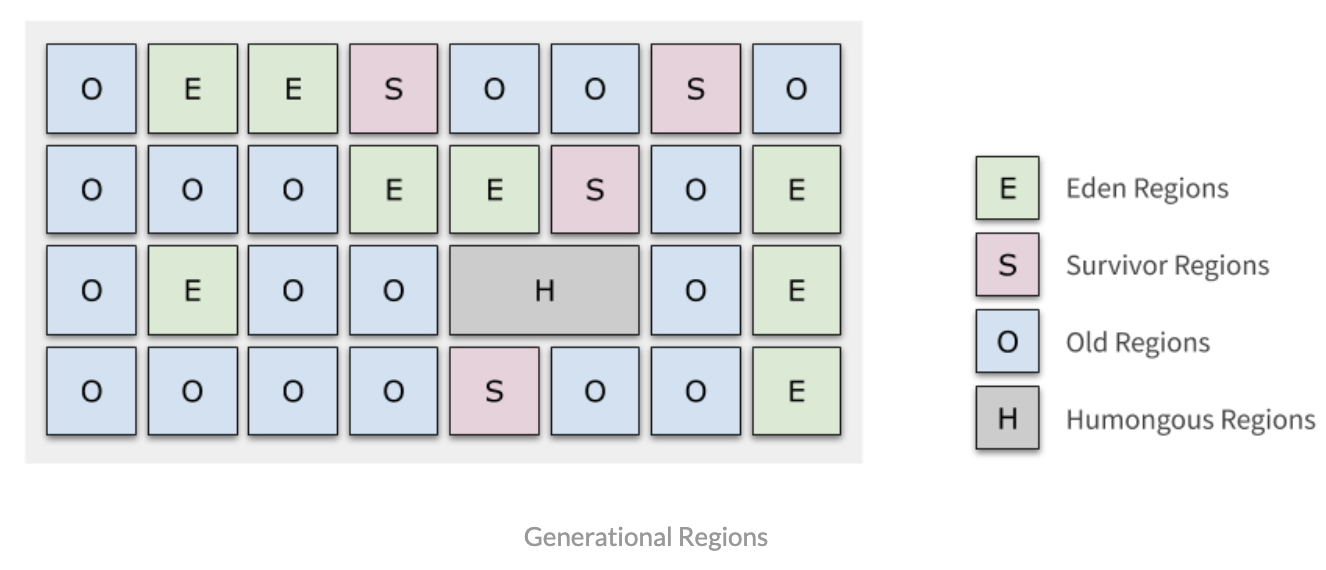 O E E S O O S O
O O O E E S O E
O E O O H O E
O O O O S O O E
E Eden Regions
S Survivor Regions
O Old Regions
H Humongous Regions
Generational Regions